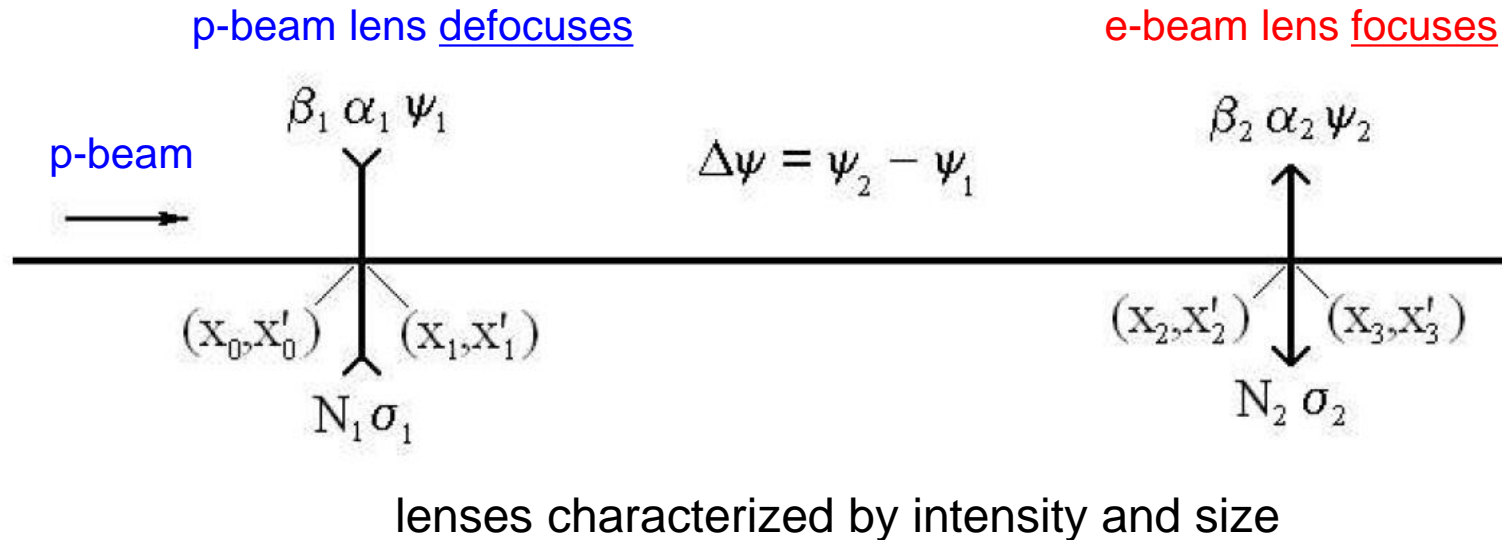 p-beam lens defocuses
e-beam lens focuses
β₁ α₁ ψ₁
β₂ α₂ ψ₂
p-beam
Δψ = ψ₂ − ψ₁
(x₀,x′₀) (x₁,x′₁)
(x₂,x′₂) (x₃,x′₃)
N₁ σ₁
N₂ σ₂
lenses characterized by intensity and size